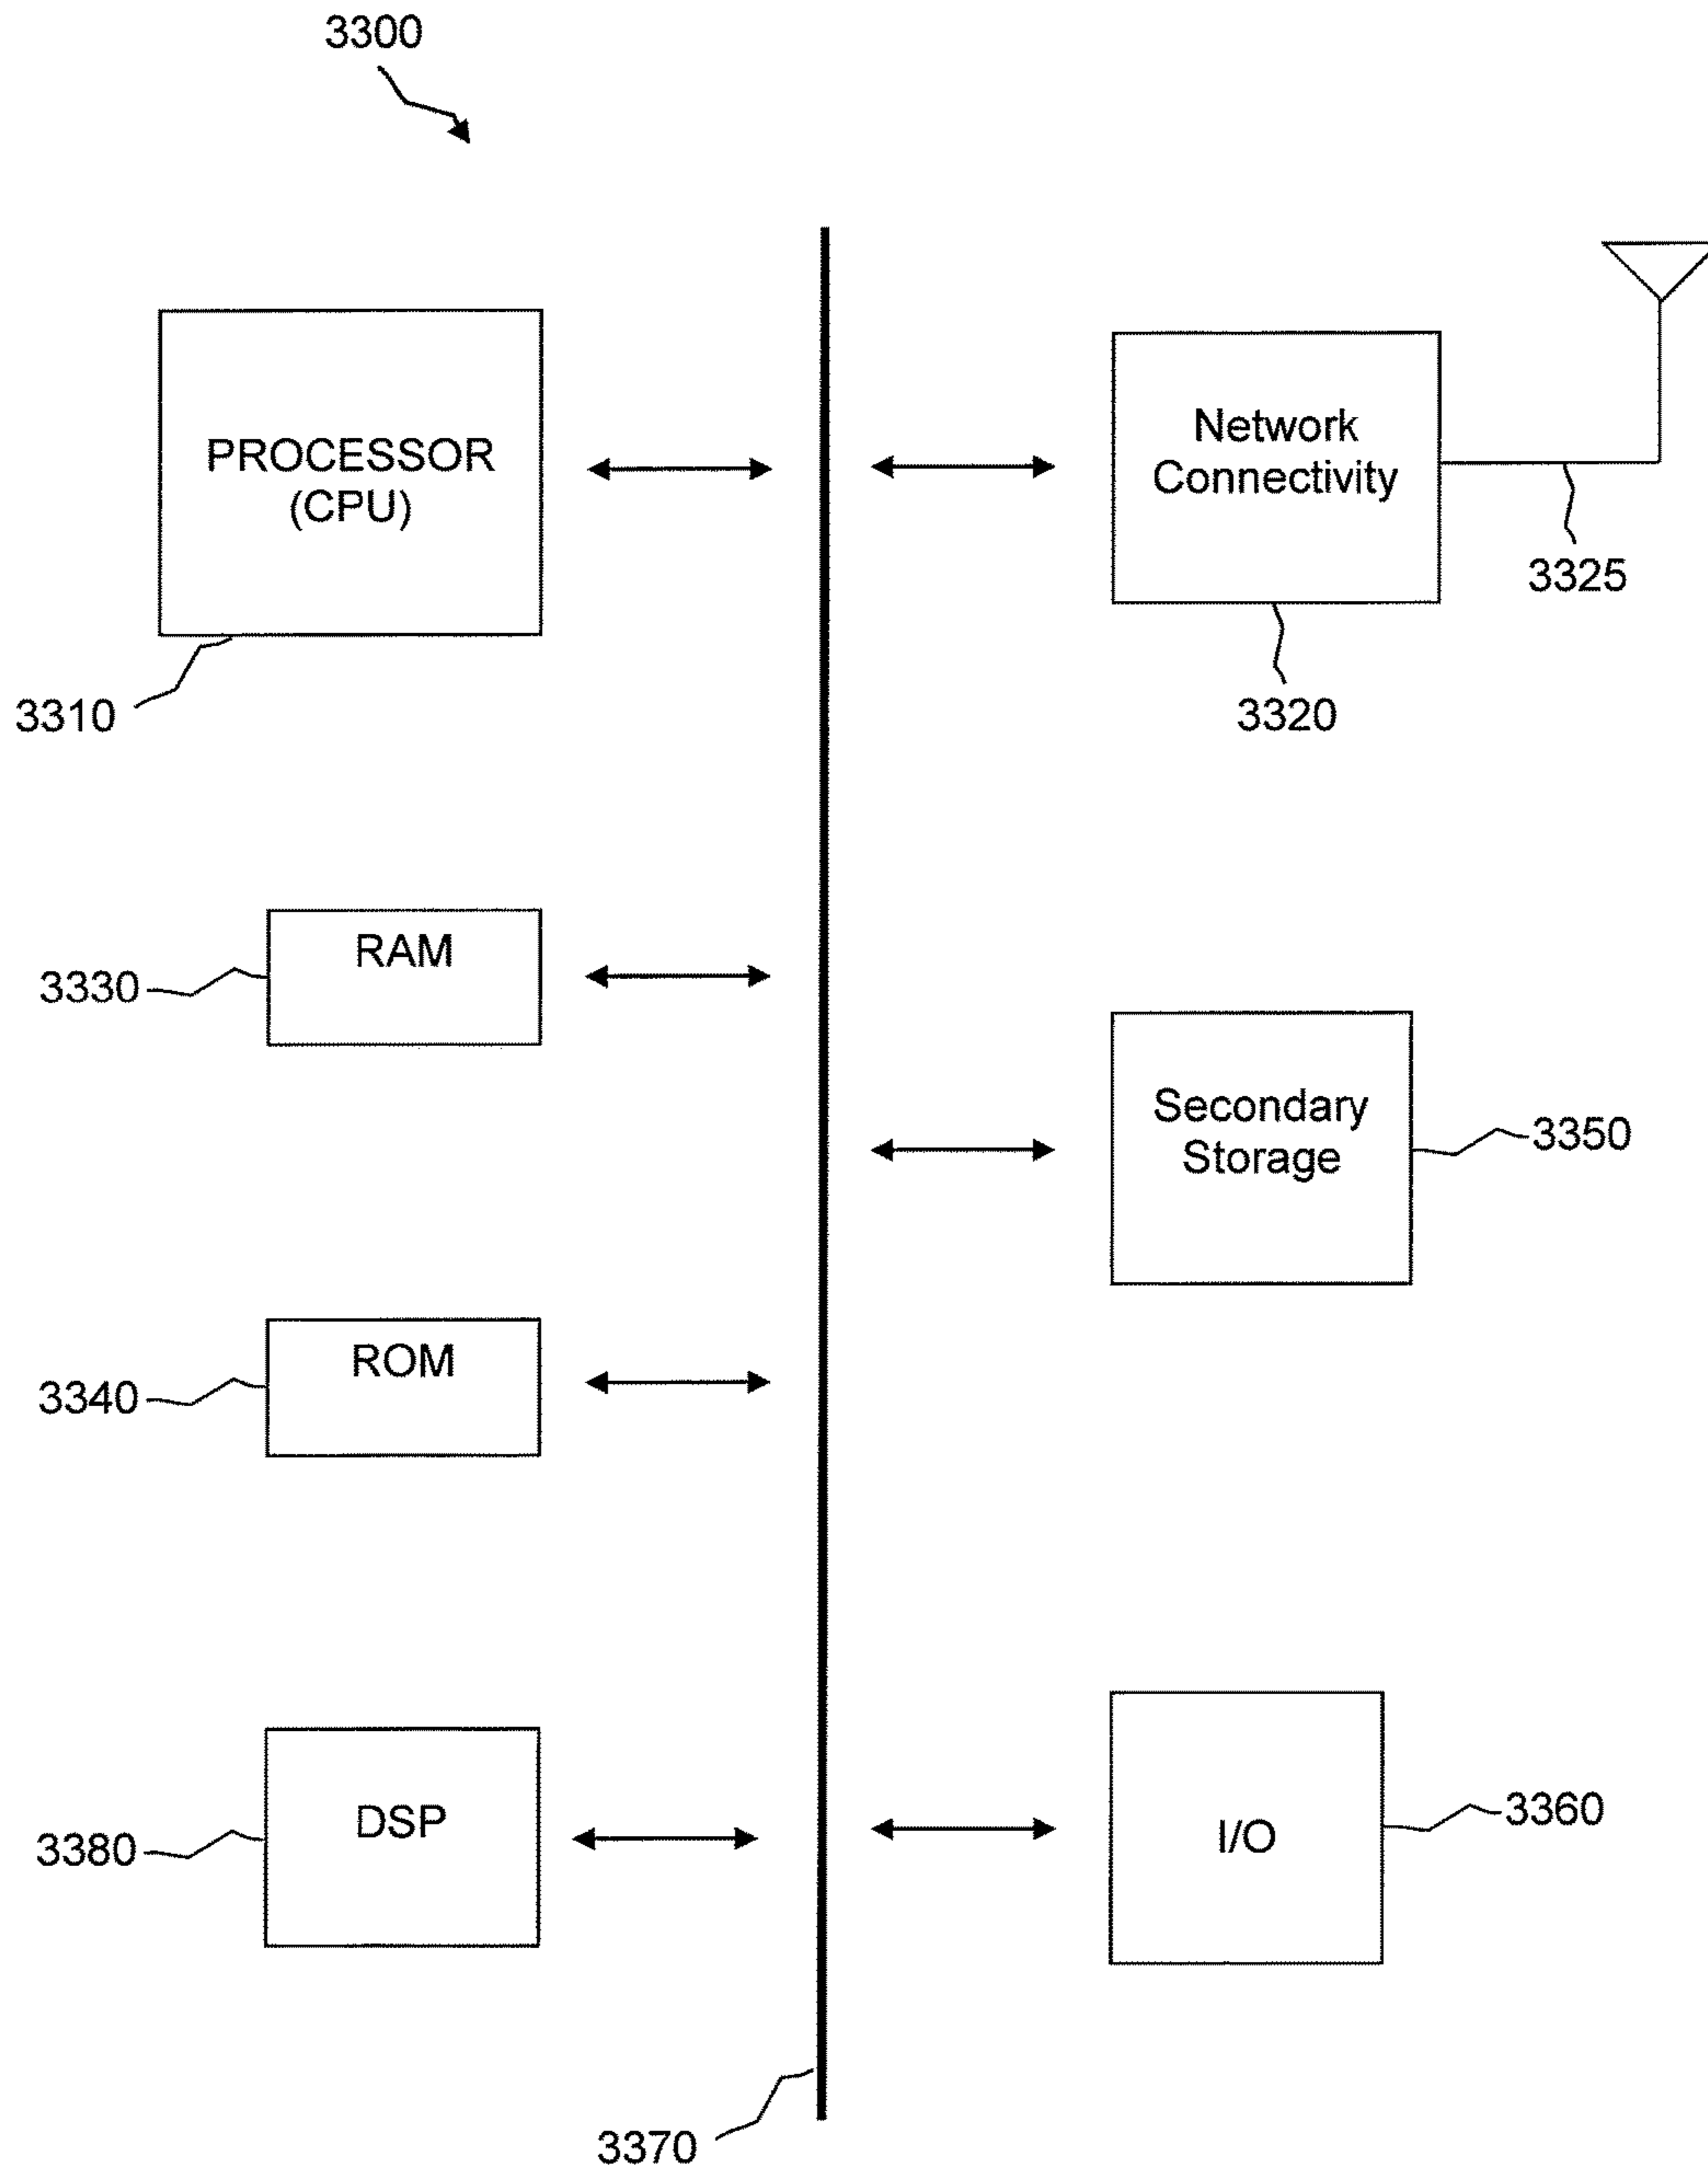 3300
PROCESSOR
(CPU)
3310
Network
Connectivity
3325
3320
RAM
3330
Secondary
Storage
3350
ROM
3340
DSP
3380
I/O
3360
3370